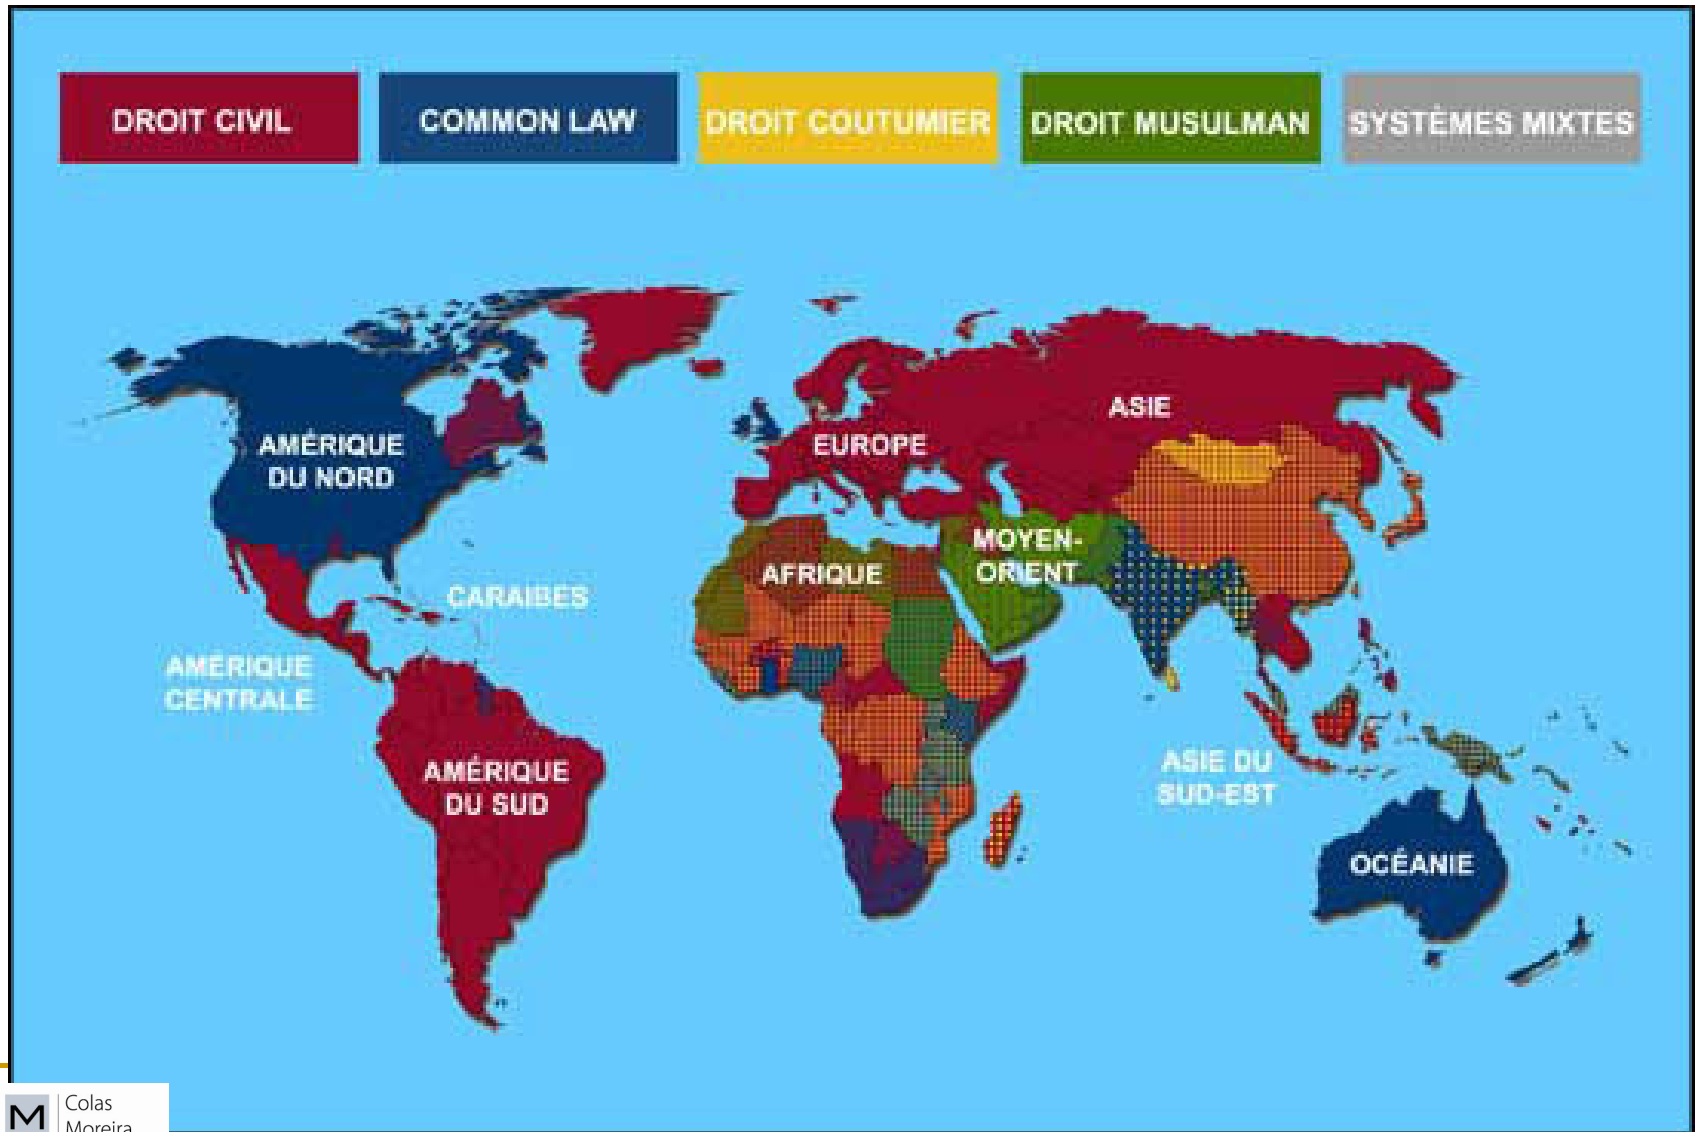 DROIT CIVIL
COMMON LAW
DROIT COUTUMIER
DROIT MUSULMAN
SYSTÈMES MIXTES
AMÉRIQUE
DU NORD
EUROPE
ASIE
MOYEN-
ORIENT
AFRIQUE
CARAIBES
AMÉRIQUE
CENTRALE
AMÉRIQUE
DU SUD
ASIE DU
SUD-EST
OCÉANIE
M
Colas
Moreira